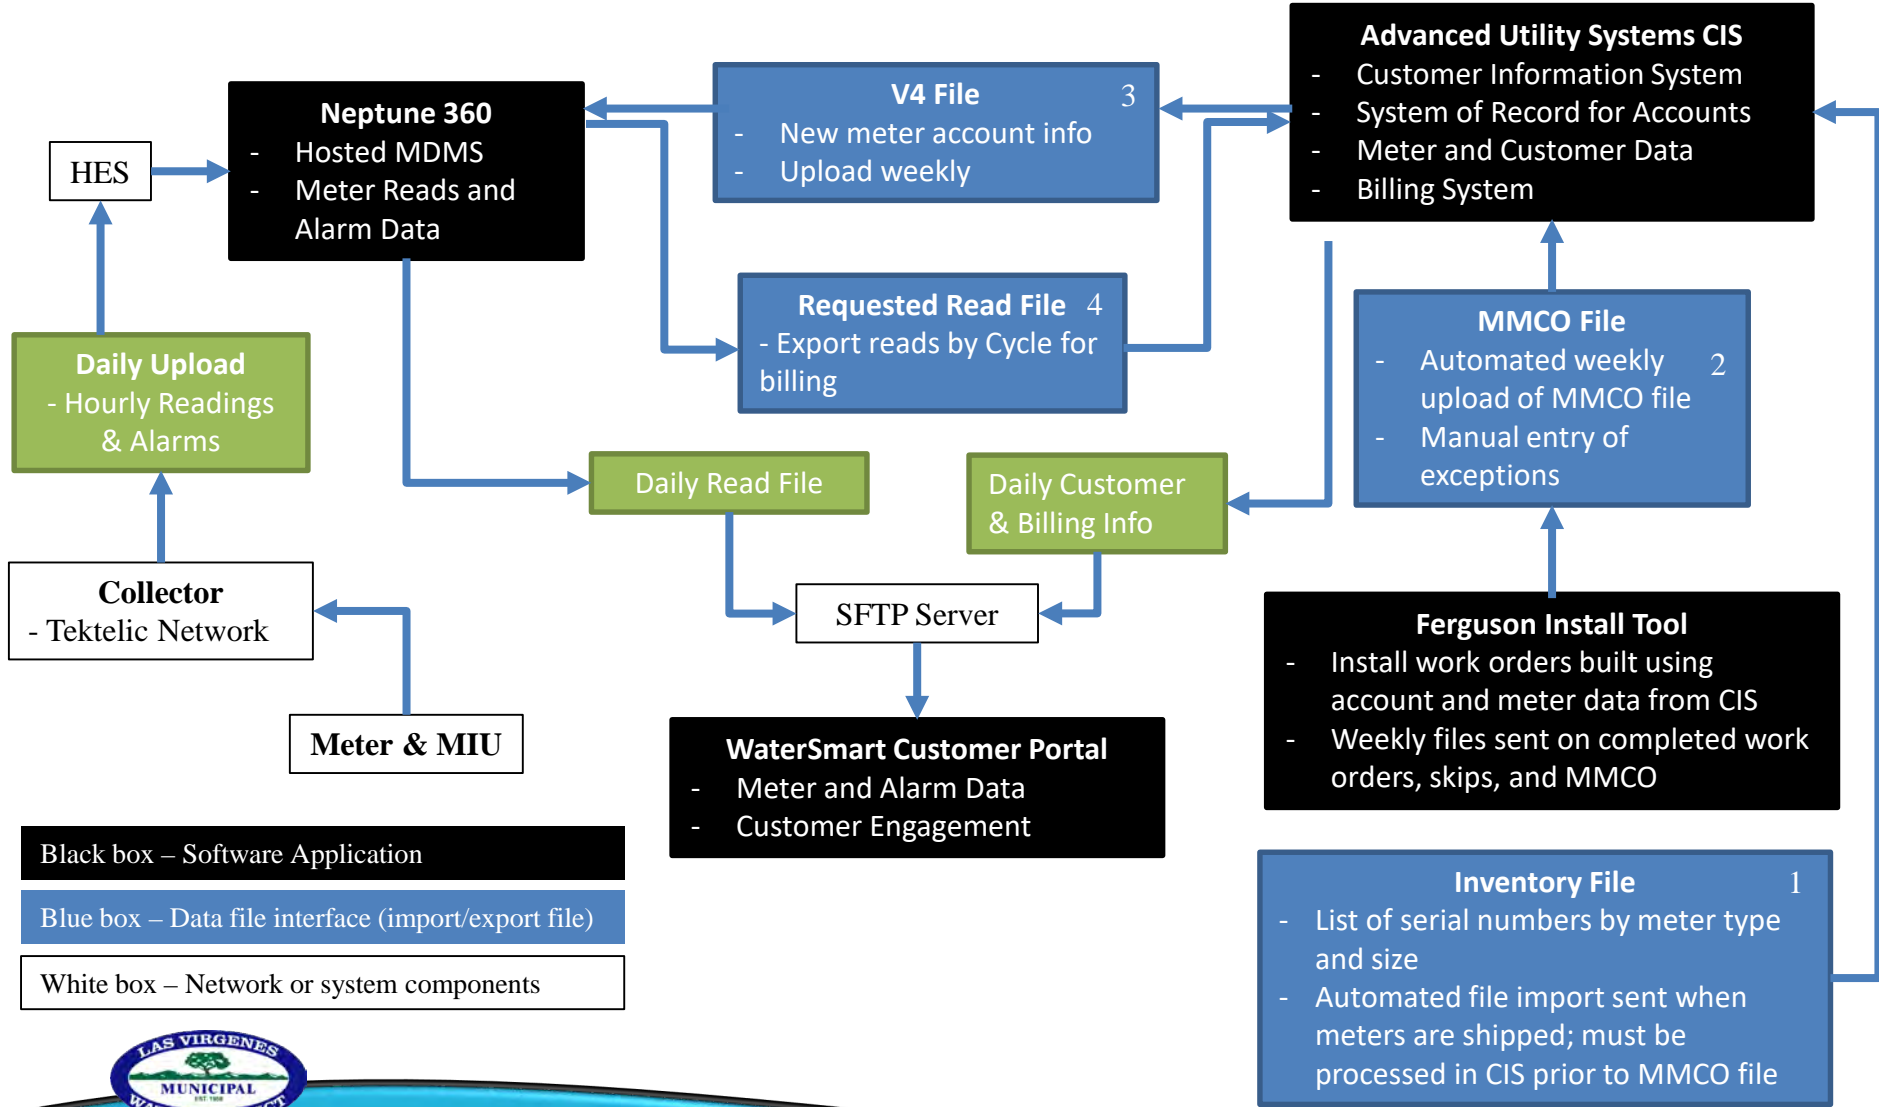 Advanced Utility Systems CIS
- Customer Information System
- System of Record for Accounts
- Meter and Customer Data
- Billing System
V4 File 3
- New meter account info
- Upload weekly
Neptune 360
- Hosted MDMS
- Meter Reads and
Alarm Data
HES
Requested Read File 4
- Export reads by Cycle for
billing
MMCO File
- Automated weekly 2
upload of MMCO file
- Manual entry of
exceptions
Daily Upload
- Hourly Readings
& Alarms
Daily Read File
Daily Customer
& Billing Info
Collector
- Tektelic Network
SFTP Server
Ferguson Install Tool
- Install work orders built using
account and meter data from CIS
- Weekly files sent on completed work
orders, skips, and MMCO
Meter & MIU
WaterSmart Customer Portal
- Meter and Alarm Data
- Customer Engagement
Black box – Software Application
Blue box – Data file interface (import/export file)
White box – Network or system components
Inventory File 1
- List of serial numbers by meter type
and size
- Automated file import sent when
meters are shipped; must be
processed in CIS prior to MMCO file
LAS VIRGENES
MUNICIPAL